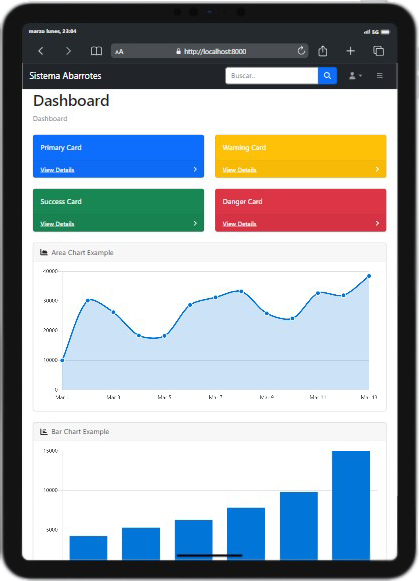 marzo lunes, 23:04
5G
AA
http://localhost:8000
Sistema Abarrotes
Buscar..
Dashboard
Dashboard
Primary Card
Warning Card
View Details
View Details
Success Card
Danger Card
View Details
View Details
Area Chart Example
40000
30000
20000
10000
0
Mar
Mar 3
Mar 5
Mar 7
Mar 9
Mar 11
Mar 13
Bar Chart Example
15000
10000
5000